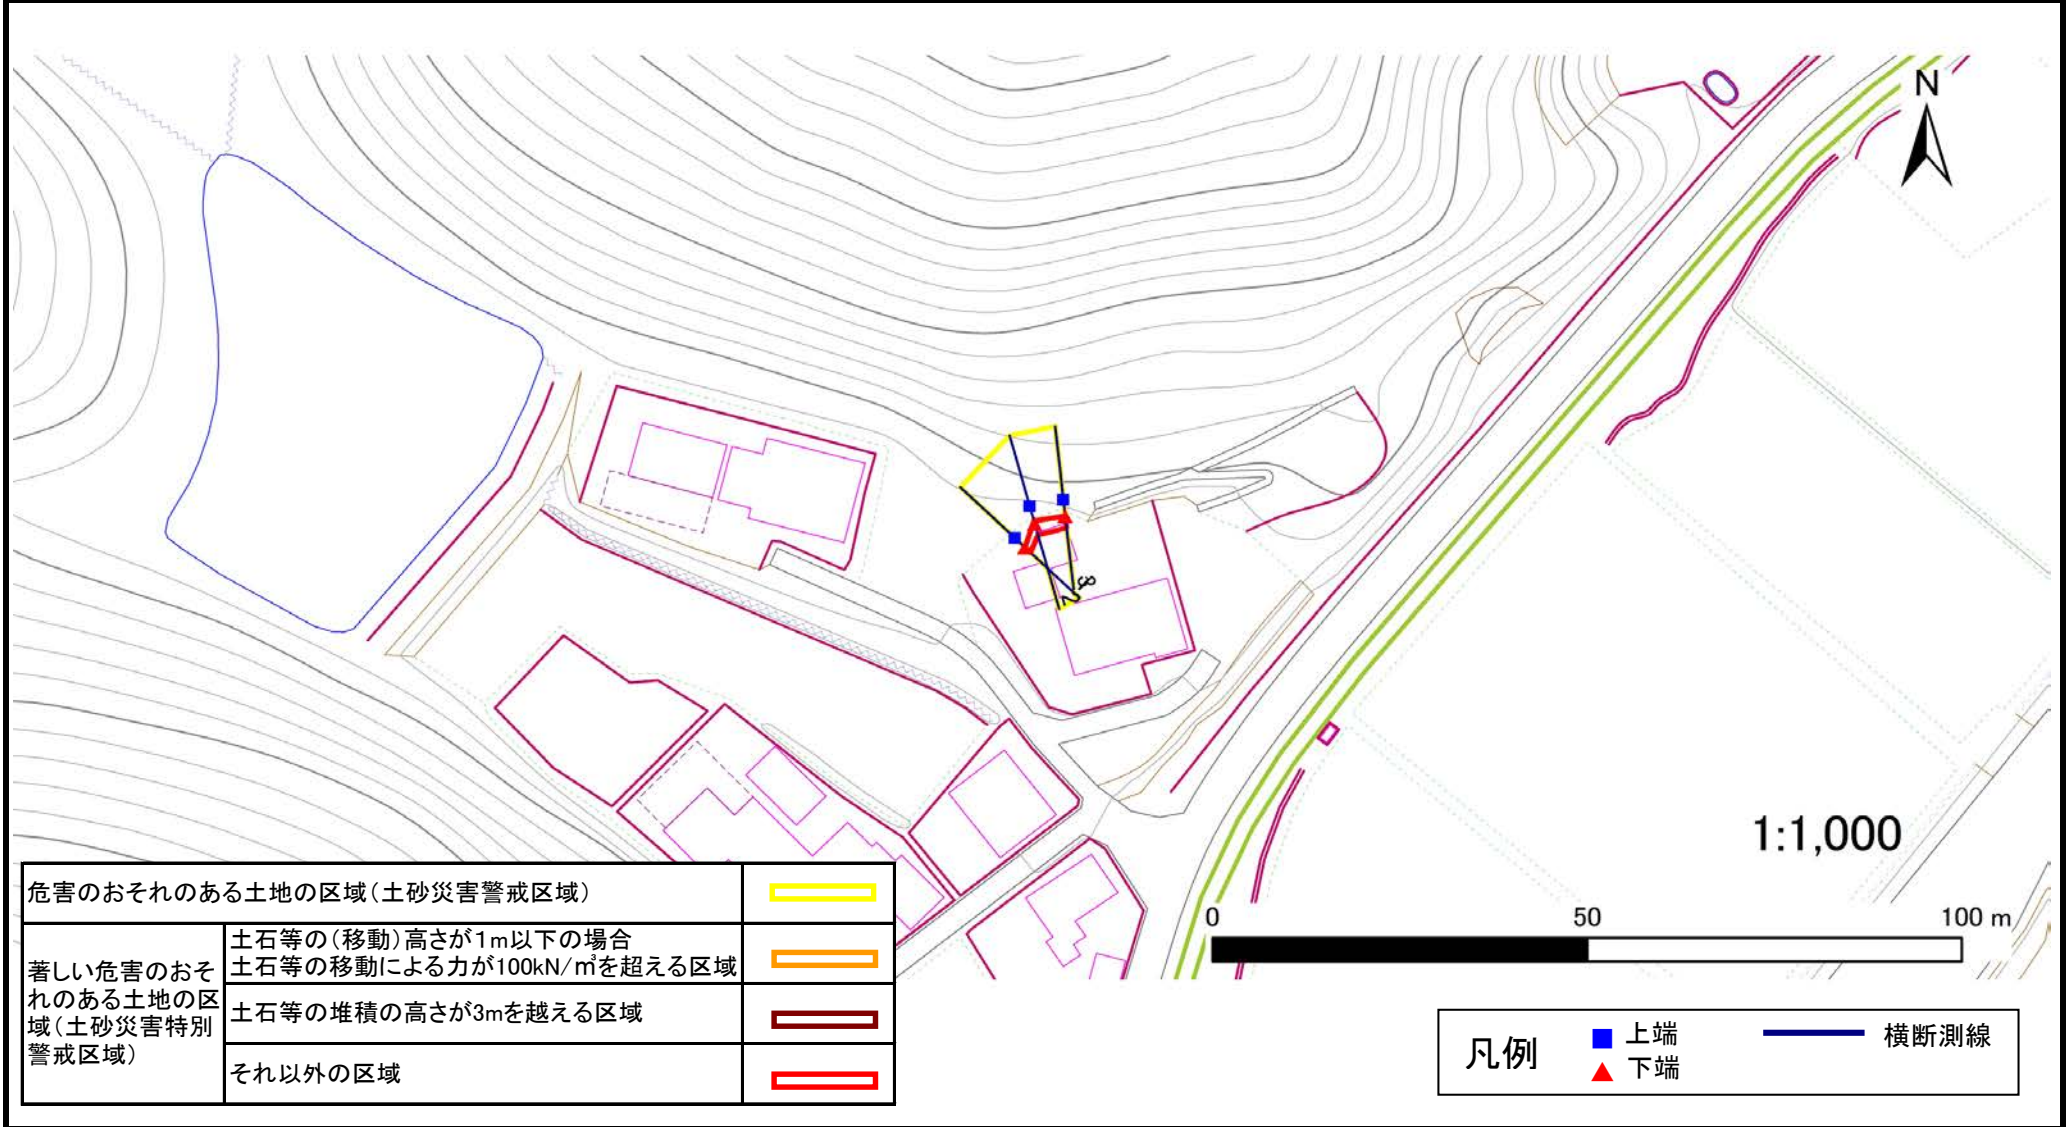 N
1:1,000
0 50 100 m
危害のおそれのある土地の区域(土砂災害警戒区域)
著しい危害のおそ
れのある土地の区
域(土砂災害特別
警戒区域)
土石等の(移動)高さが1m以下の場合
土石等の移動による力が100kN/㎡を超える区域
土石等の堆積の高さが3mを越える区域
それ以外の区域
凡例
上端
下端
横断測線